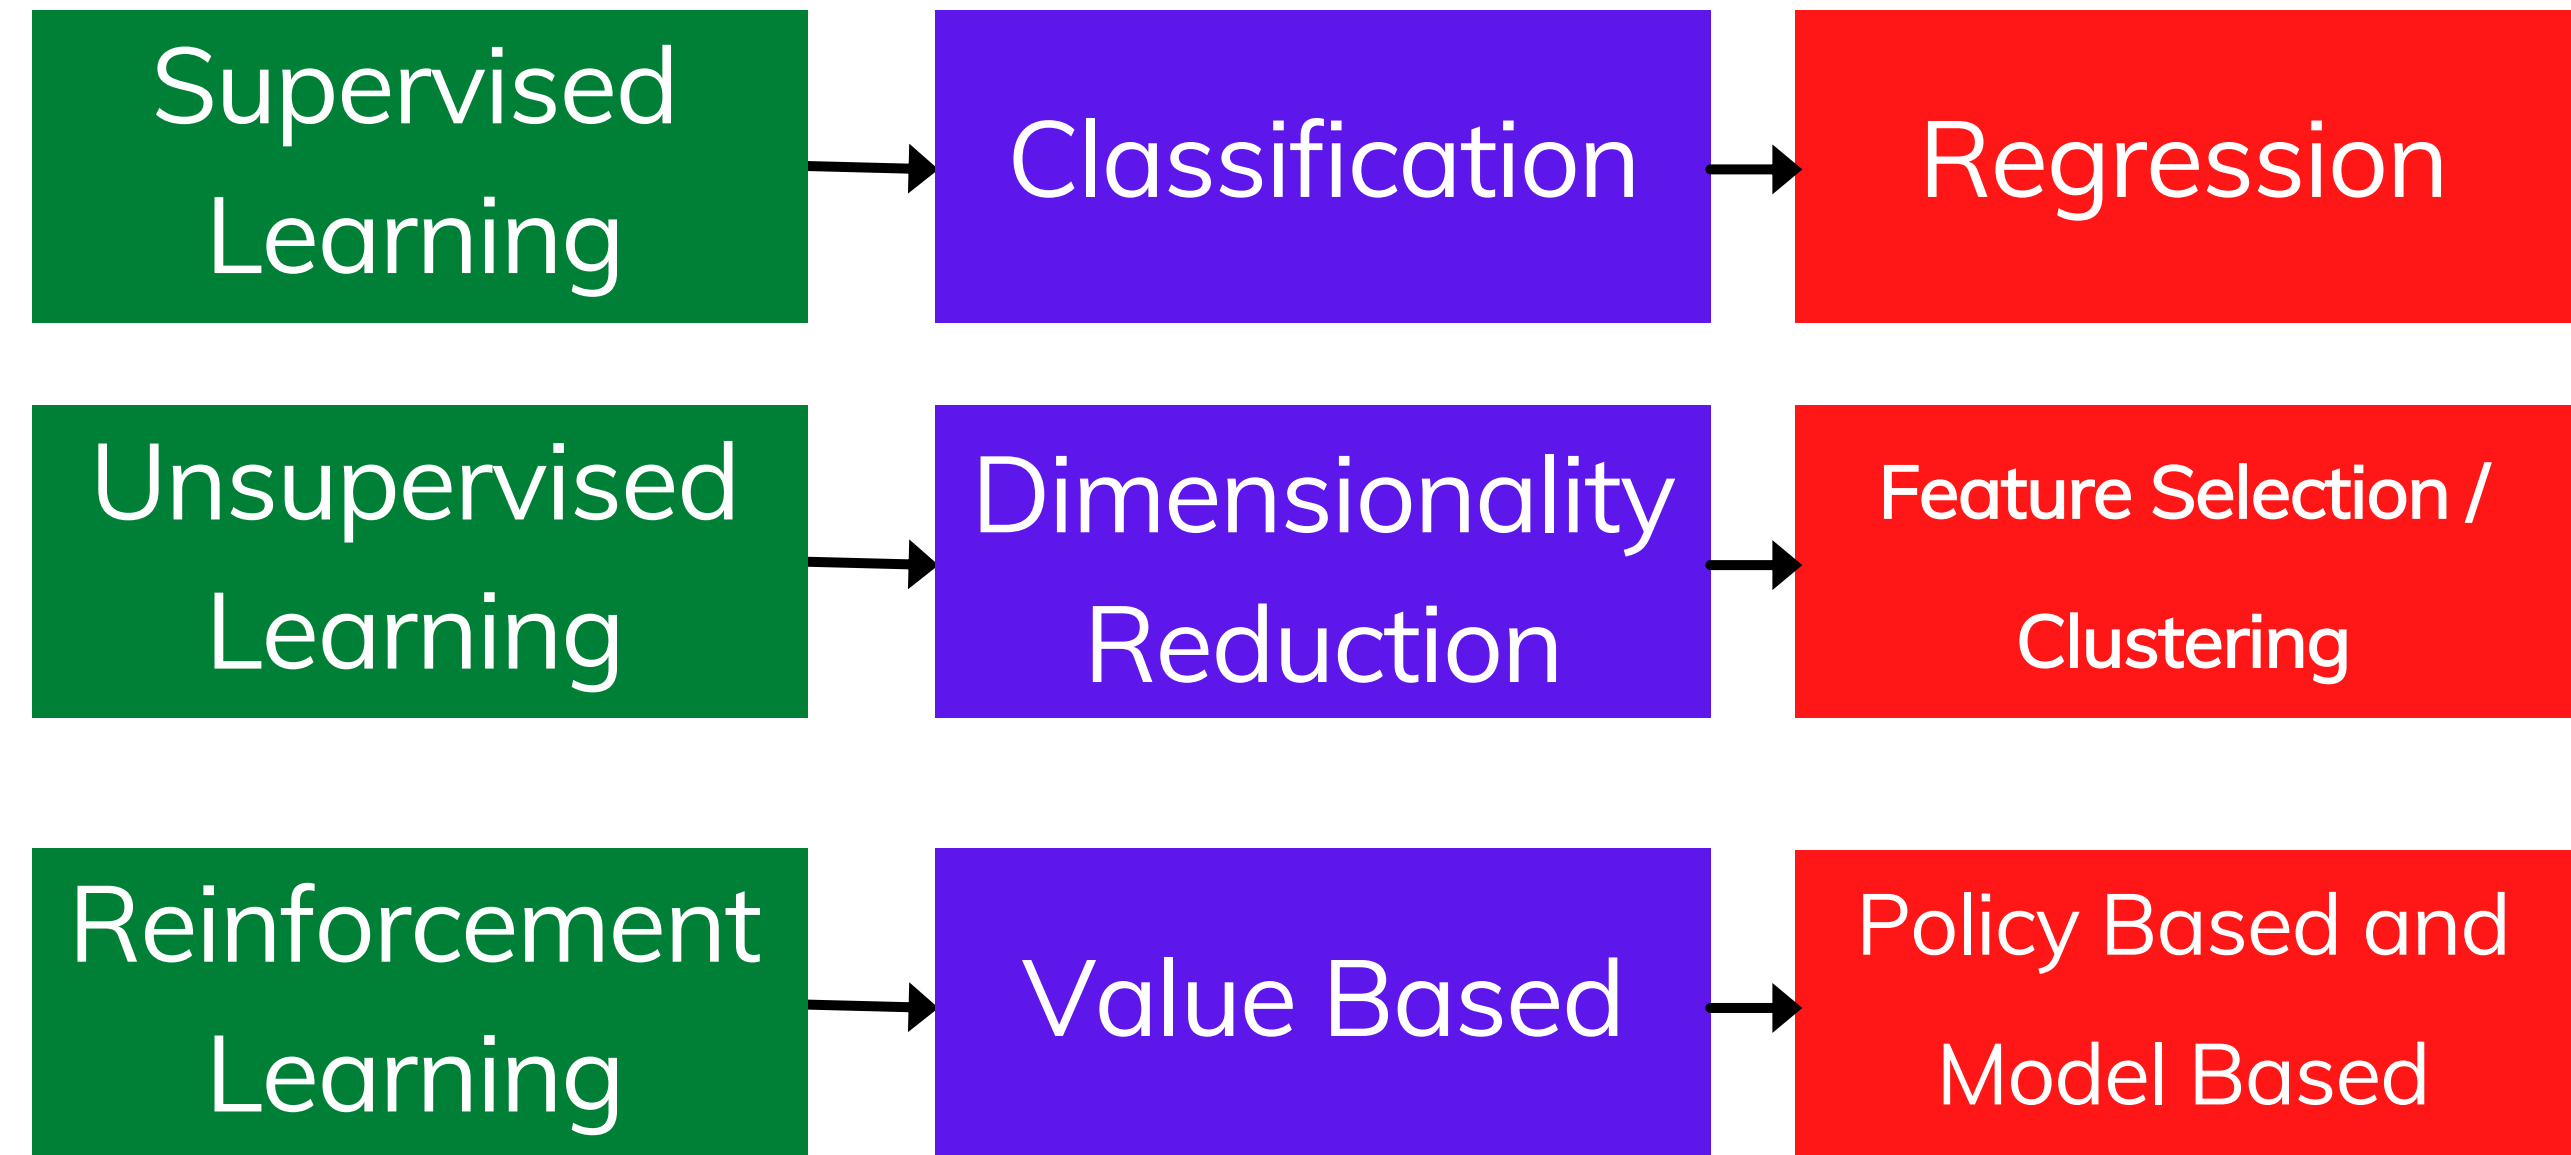 Supervised
Learning
Classification
Regression
Unsupervised
Learning
Dimensionality
Reduction
Feature Selection /
Clustering
Reinforcement
Learning
Value Based
Policy Based and
Model Based